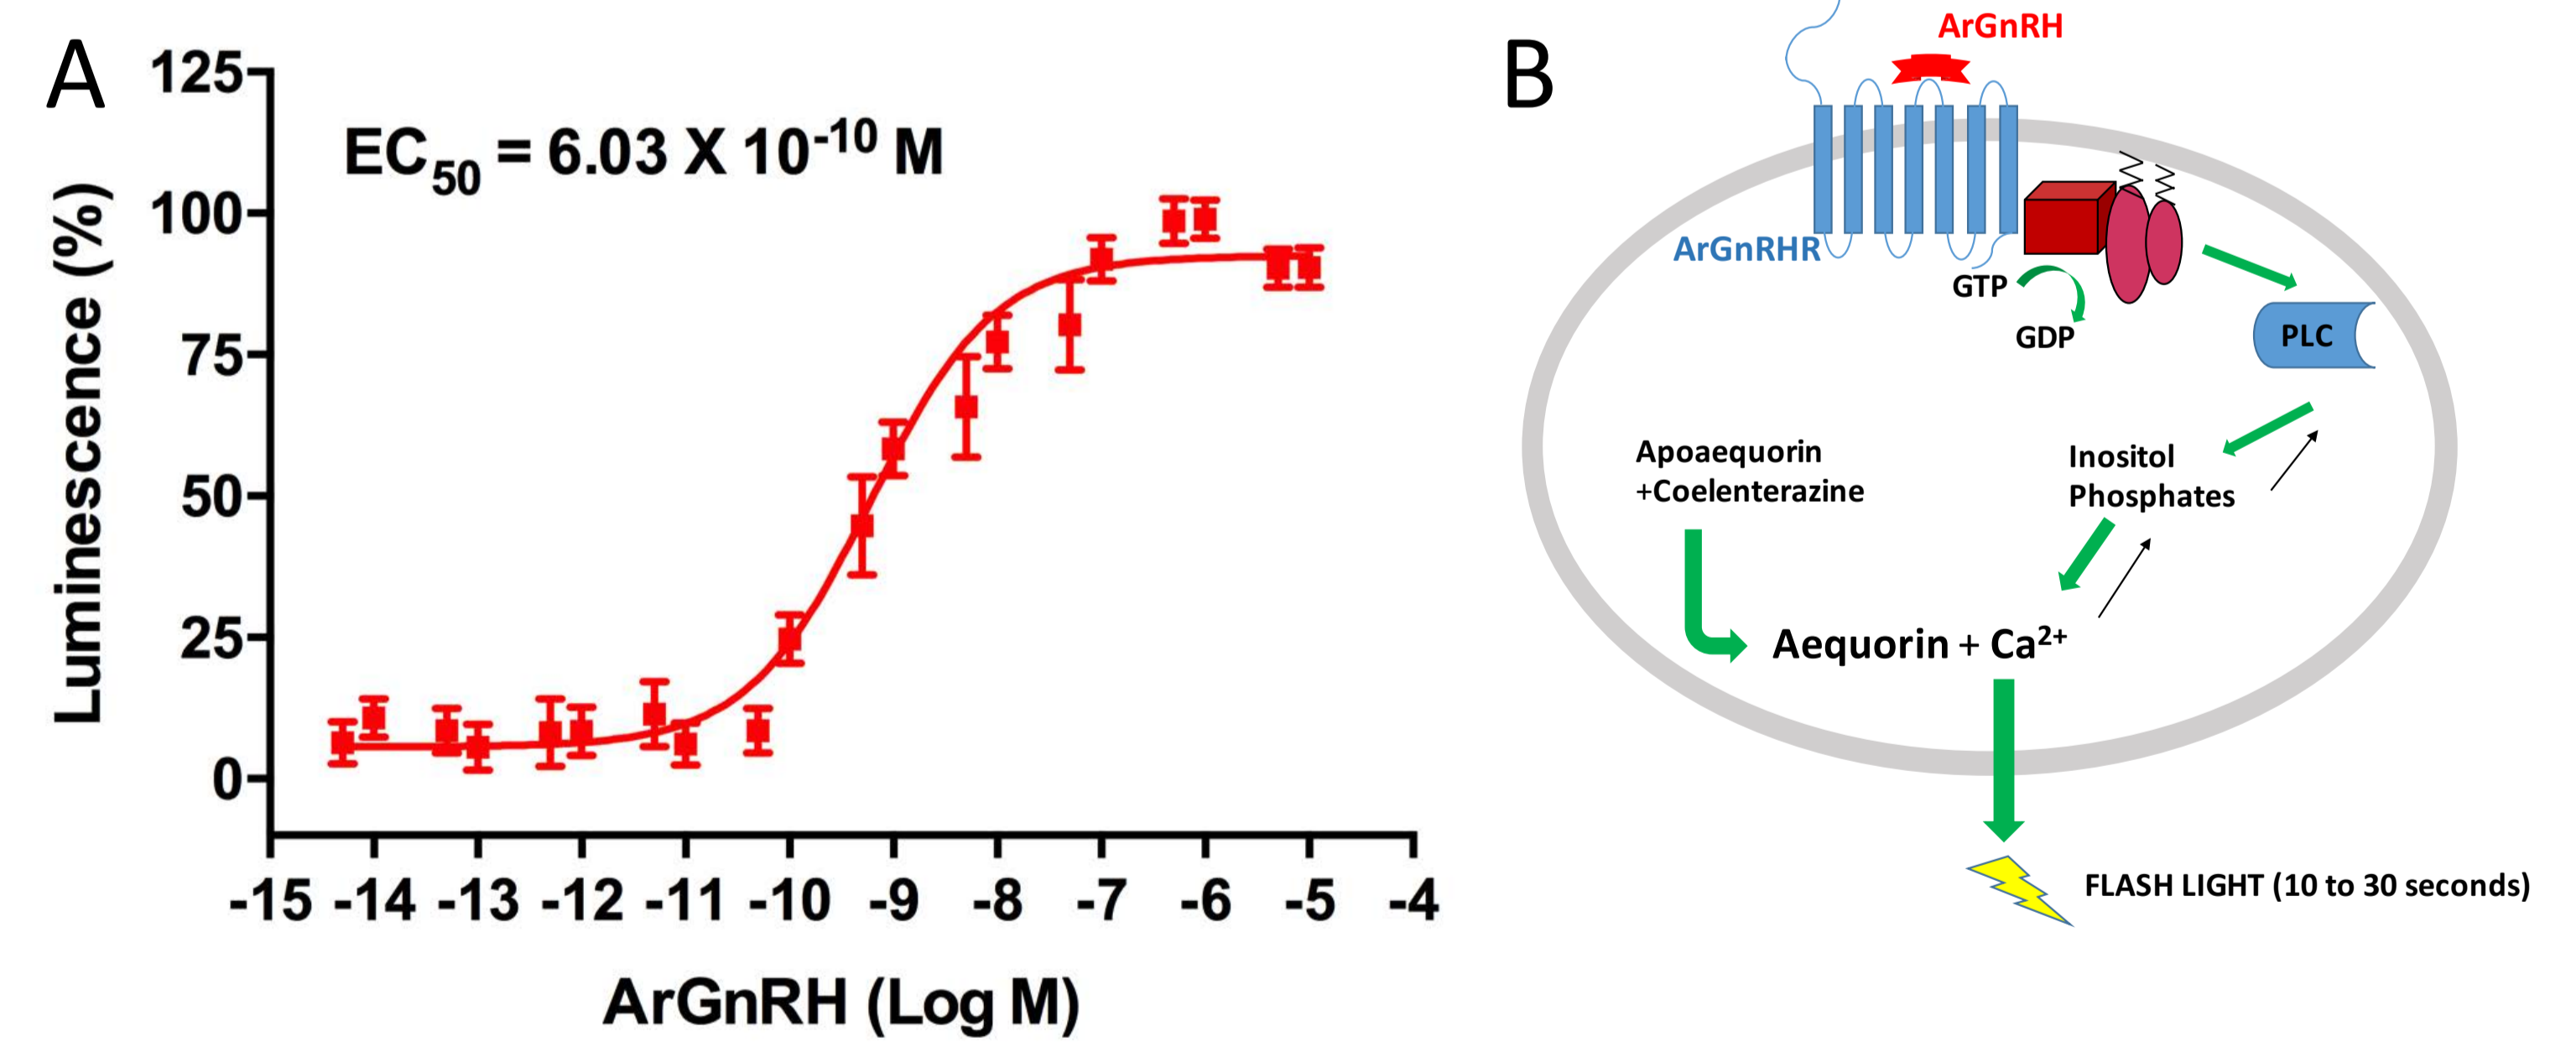 A
125
100
75
50
25
0
Luminescence (%)
EC50 = 6.03 X 10-10 M
-15 -14 -13 -12 -11 -10 -9 -8 -7 -6 -5 -4
ArGnRH (Log M)
B
ArGnRH
ArGnRHR
GTP
GDP
PLC
Apoaequorin
+Coelenterazine
Inositol
Phosphates
Aequorin + Ca2+
FLASH LIGHT (10 to 30 seconds)